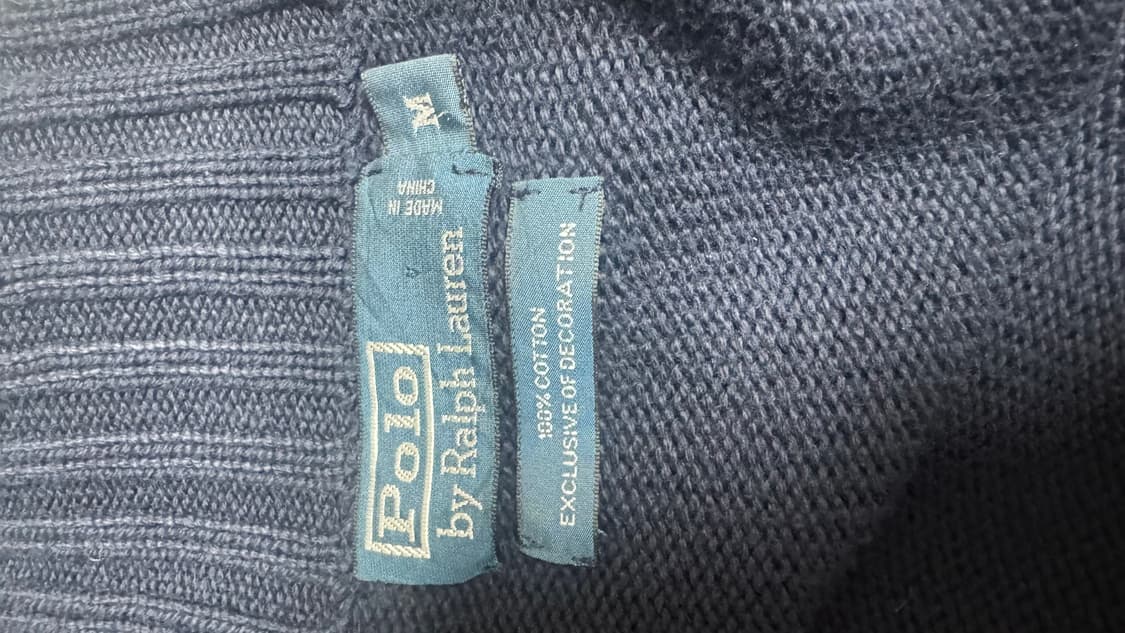 M
MADE IN
CHINA
Polo
by Ralph Lauren
100% COTTON
EXCLUSIVE OF DECORATION